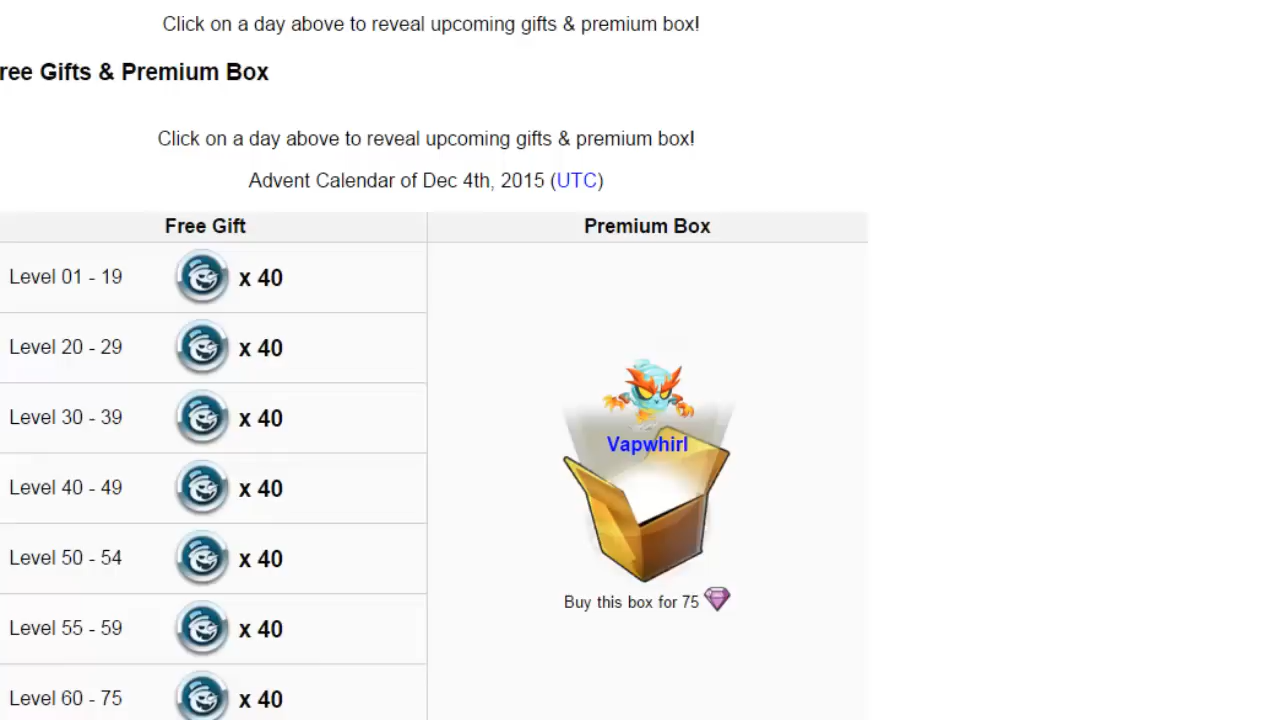 Click on a day above to reveal upcoming gifts & premium box!
ree Gifts & Premium Box
Click on a day above to reveal upcoming gifts & premium box!
Advent Calendar of Dec 4th, 2015 (UTC)
Free Gift Premium Box
Level 01 - 19 x 40
Level 20 - 29 x 40
Level 30 - 39 x 40
Vapwhirl
Level 40 - 49 x 40
Level 50 - 54 x 40
Buy this box for 75
Level 55 - 59 x 40
Level 60 - 75 x 40